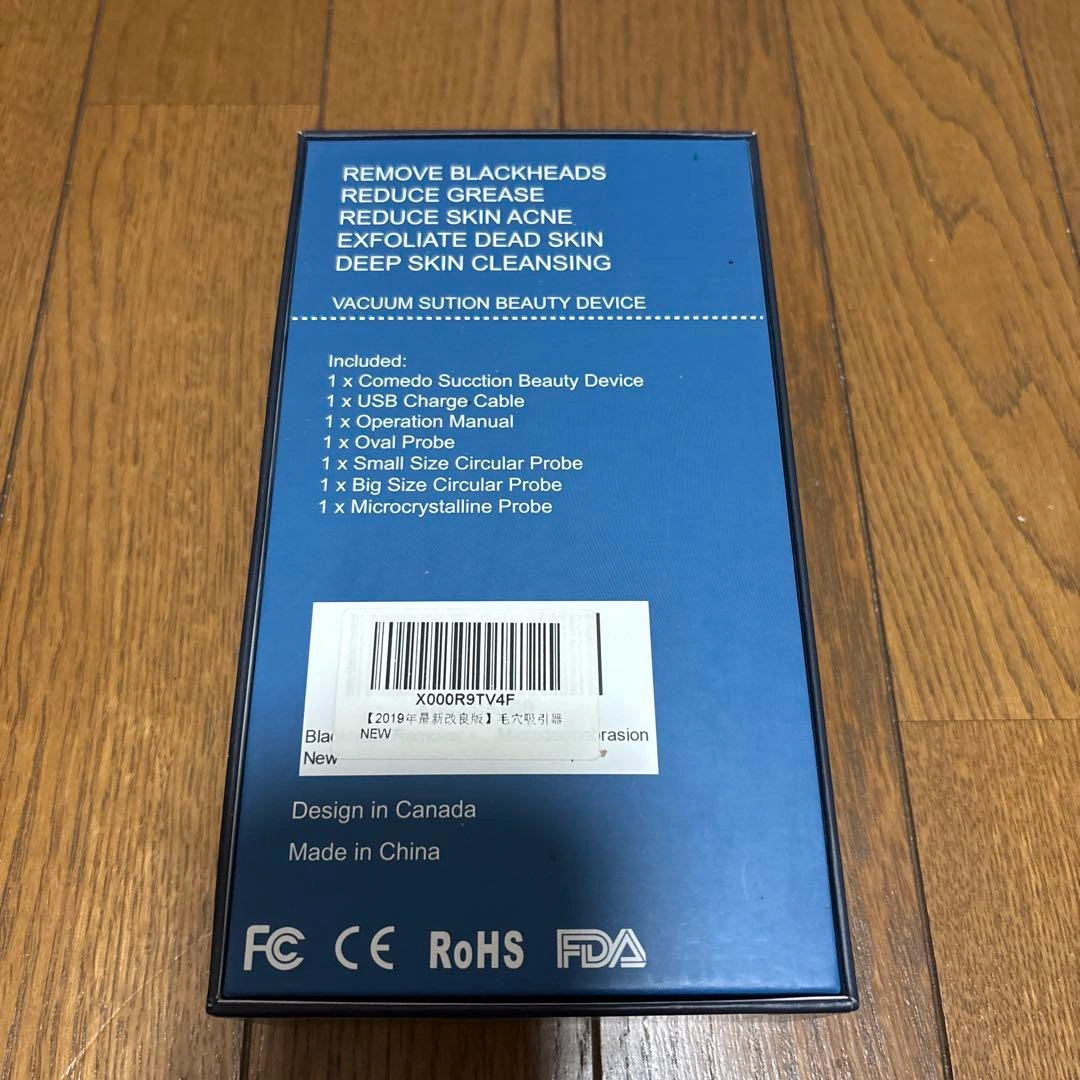 REMOVE BLACKHEADS
REDUCE GREASE
REDUCE SKIN ACNE
EXFOLIATE DEAD SKIN
DEEP SKIN CLEANSING
VACUUM SUTION BEAUTY DEVICE
Included:
1 x Comedo Sucction Beauty Device
1 x USB Charge Cable
1 x Operation Manual
1 x Oval Probe
1 x Small Size Circular Probe
1 x Big Size Circular Probe
1 x Microcrystalline Probe
X000R9TV4F
【2019年最新改良版】毛穴吸引器
NEW
New
Design in Canada
Made in China
FC CE RoHS FDA